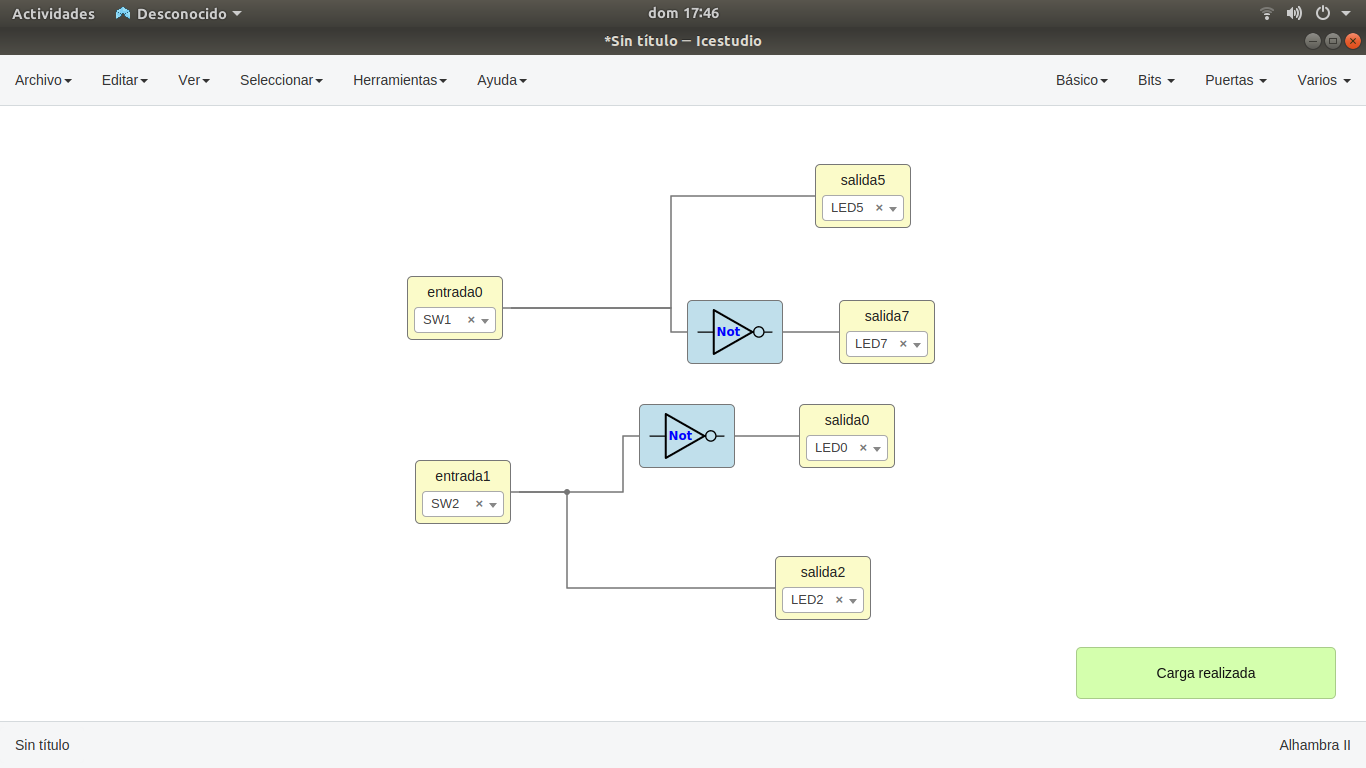 Actividades Desconocido dom 17:46
*Sin título — Icestudio
Archivo Editar Ver Seleccionar Herramientas Ayuda Básico Bits Puertas Varios
salida5
LED5 ×
entrada0
SW1 ×
Not
salida7
LED7 ×
Not
salida0
LED0 ×
entrada1
SW2 ×
salida2
LED2 ×
Carga realizada
Sin título Alhambra II